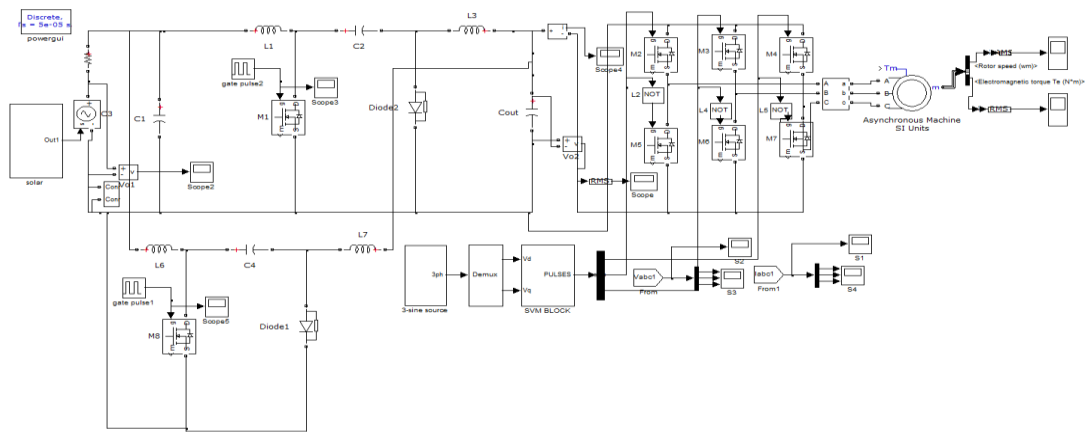 Discrete,
Ts = 5e-05 s
powergui
L1
C2
L3
C1
gate pulse2
Scope3
M1
Diode2
Cout
Scope4
M2
M3
M4
L2
NOT
L4
NOT
L8
NOT
M5
M6
M7
Tm
A
B
C
a
b
c
A
B
C
m
Asynchronous Machine
SI Units
<Rotor speed (wm)>
<Electromagnetic torque Te (N*m)>
RMS
RMS
C3
Out1
solar
Vo1
Scope2
Vo2
RMS
Scope
L6
C4
L7
gate pulse1
Scope5
M8
Diode1
3ph
3-sine source
Demux
Vd
Vq
PULSES
SVM BLOCK
Vabc1
From
S2
S3
Iabc1
From1
S1
S4